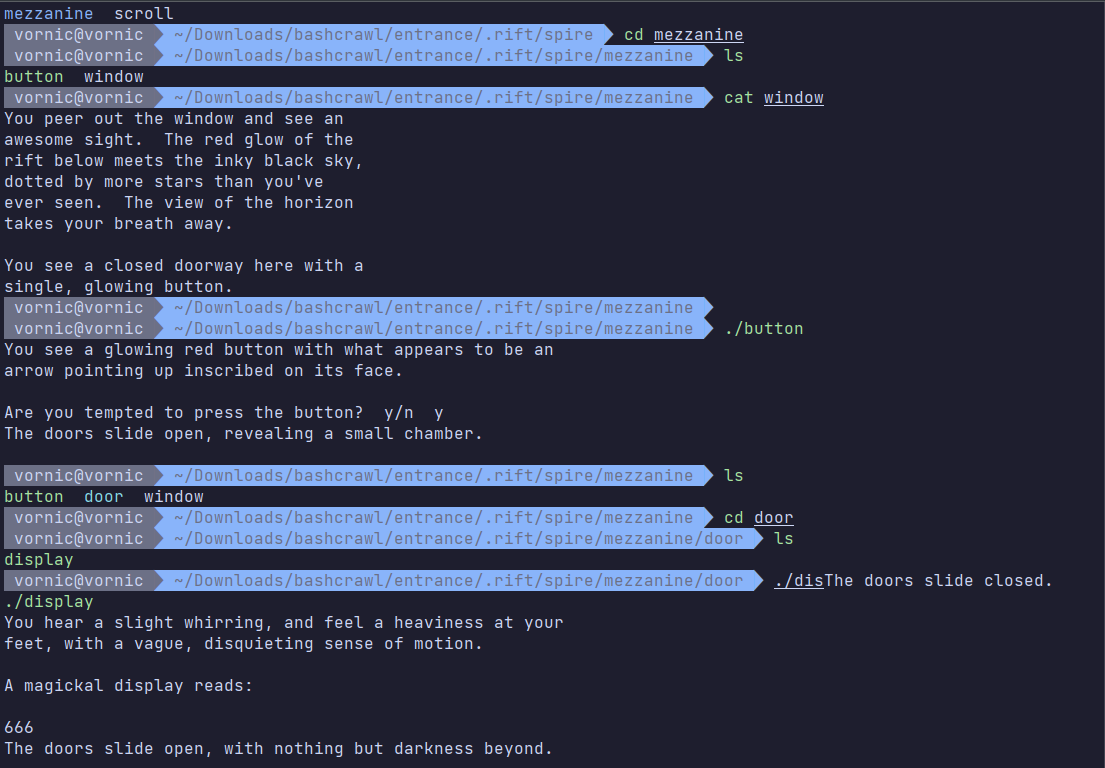 mezzanine  scroll
vornic@vornic  ~/Downloads/bashcrawl/entrance/.rift/spire  cd mezzanine
vornic@vornic  ~/Downloads/bashcrawl/entrance/.rift/spire/mezzanine  ls
button  window
vornic@vornic  ~/Downloads/bashcrawl/entrance/.rift/spire/mezzanine  cat window
You peer out the window and see an
awesome sight.  The red glow of the
rift below meets the inky black sky,
dotted by more stars than you've
ever seen.  The view of the horizon
takes your breath away.
You see a closed doorway here with a
single, glowing button.
vornic@vornic  ~/Downloads/bashcrawl/entrance/.rift/spire/mezzanine
vornic@vornic  ~/Downloads/bashcrawl/entrance/.rift/spire/mezzanine  ./button
You see a glowing red button with what appears to be an
arrow pointing up inscribed on its face.
Are you tempted to press the button?  y/n  y
The doors slide open, revealing a small chamber.
vornic@vornic  ~/Downloads/bashcrawl/entrance/.rift/spire/mezzanine  ls
button  door  window
vornic@vornic  ~/Downloads/bashcrawl/entrance/.rift/spire/mezzanine  cd door
vornic@vornic  ~/Downloads/bashcrawl/entrance/.rift/spire/mezzanine/door  ls
display
vornic@vornic  ~/Downloads/bashcrawl/entrance/.rift/spire/mezzanine/door  ./disThe doors slide closed.
./display
You hear a slight whirring, and feel a heaviness at your
feet, with a vague, disquieting sense of motion.
A magickal display reads:
666
The doors slide open, with nothing but darkness beyond.